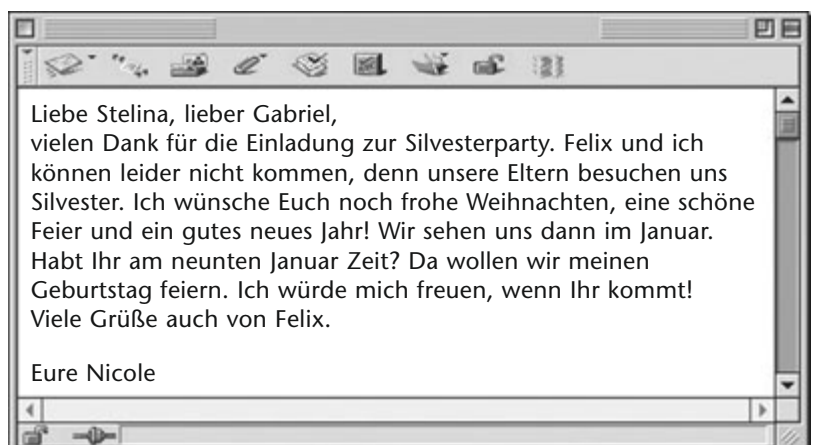 Liebe Stelina, lieber Gabriel,
vielen Dank für die Einladung zur Silvesterparty. Felix und ich
können leider nicht kommen, denn unsere Eltern besuchen uns
Silvester. Ich wünsche Euch noch frohe Weihnachten, eine schöne
Feier und ein gutes neues Jahr! Wir sehen uns dann im Januar.
Habt Ihr am neunten Januar Zeit? Da wollen wir meinen
Geburtstag feiern. Ich würde mich freuen, wenn Ihr kommt!
Viele Grüße auch von Felix.
Eure Nicole